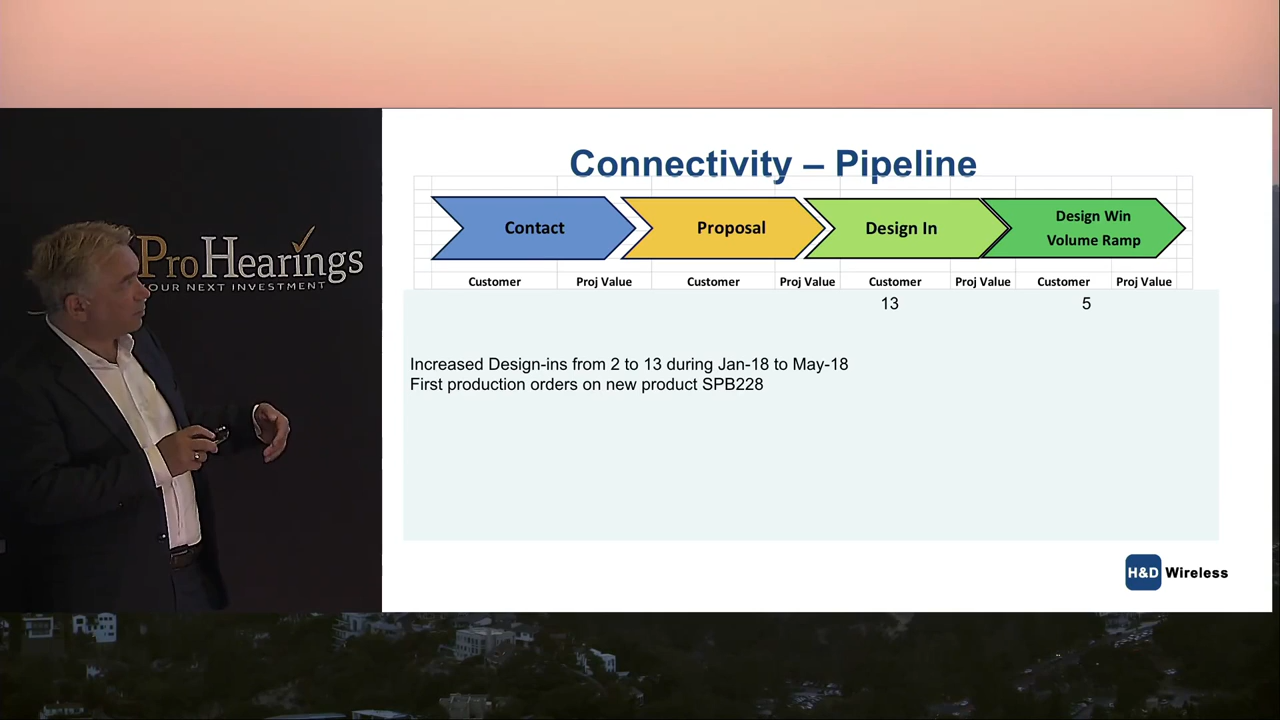 ProHearings
YOUR NEXT INVESTMENT
Connectivity – Pipeline
Contact
Proposal
Design In
Design Win
Volume Ramp
Customer Proj Value Customer Proj Value Customer Proj Value Customer Proj Value
13 5
Increased Design-ins from 2 to 13 during Jan-18 to May-18
First production orders on new product SPB228
H&D Wireless